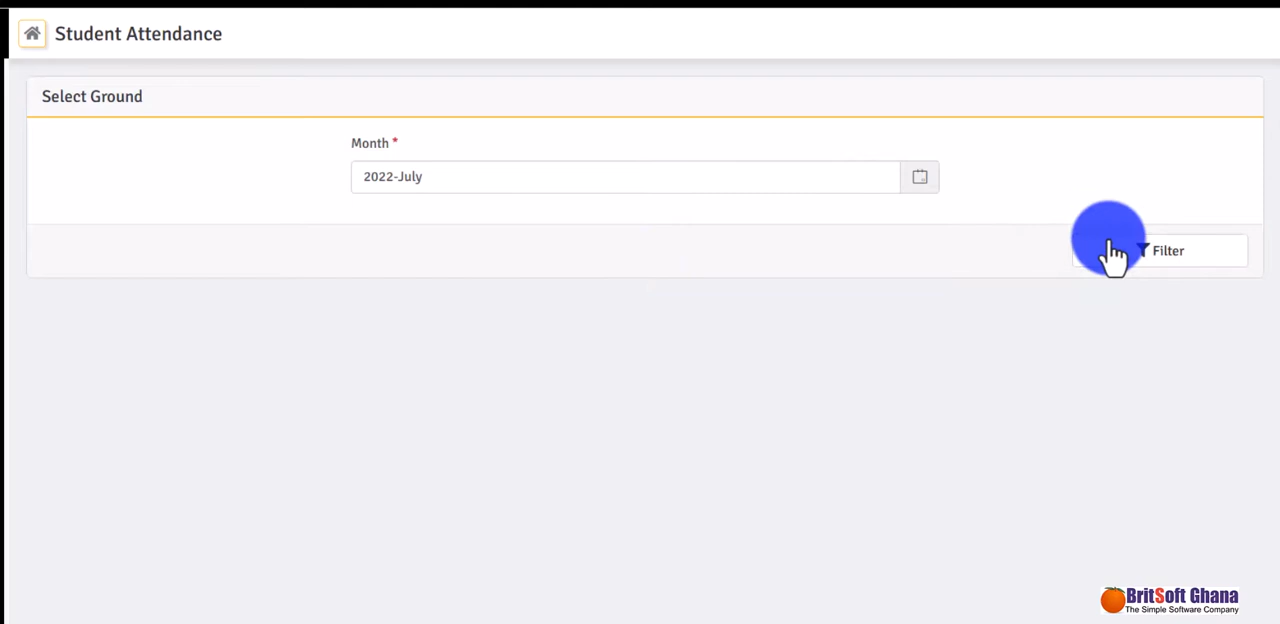 Student Attendance
Select Ground
Month *
2022-July
Filter
BritSoft Ghana
The Simple Software Company